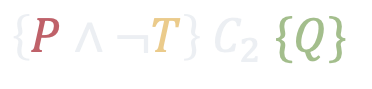 {P ∧ ¬T} C₂ {Q}